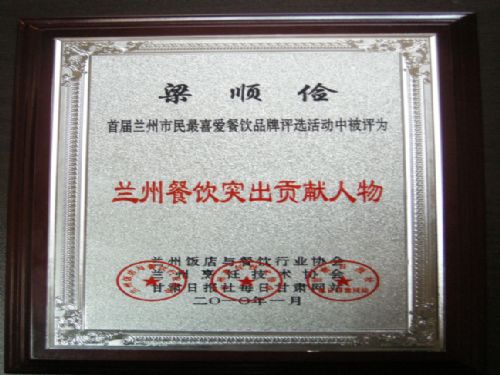 梁顺俭
首届兰州市民最喜爱餐饮品牌评选活动中被评为
兰州餐饮突出贡献人物
兰州饭店与餐饮行业协会
兰州烹饪技术协会
甘肃日报社每日甘肃网站
二〇一〇年一月